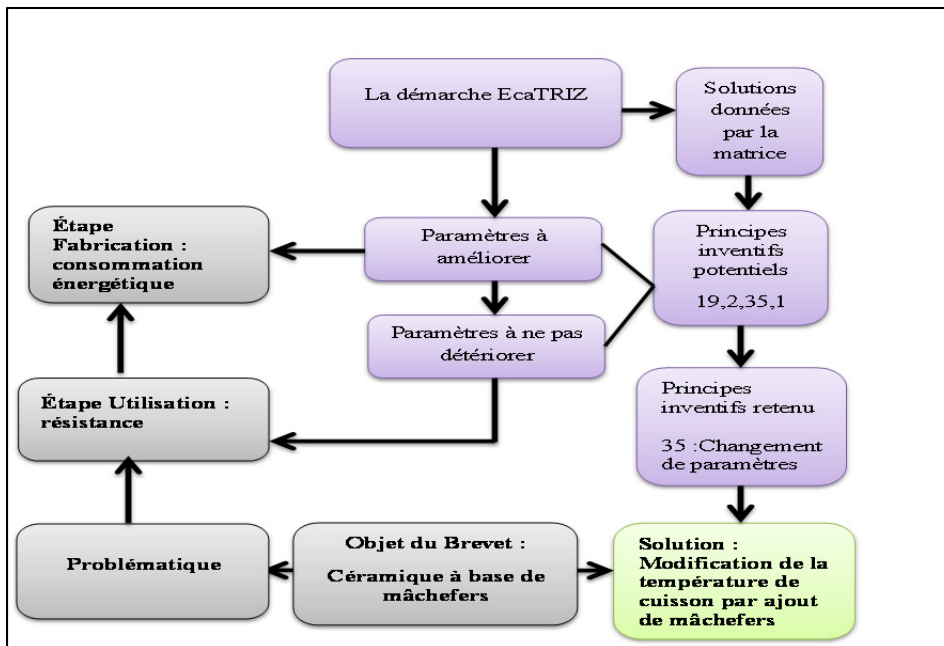 La démarche EcaTRIZ
Solutions
données
par la
matrice
Étape
Fabrication :
consommation
énergétique
Paramètres à
améliorer
Principes
inventifs
potentiels
19,2,35,1
Paramètres à ne pas
détériorer
Étape Utilisation :
résistance
Principes
inventifs retenu
35 :Changement
de paramètres
Problématique
Objet du Brevet :
Céramique à base de
mâchefers
Solution :
Modification de la
température de
cuisson par ajout
de mâchefers